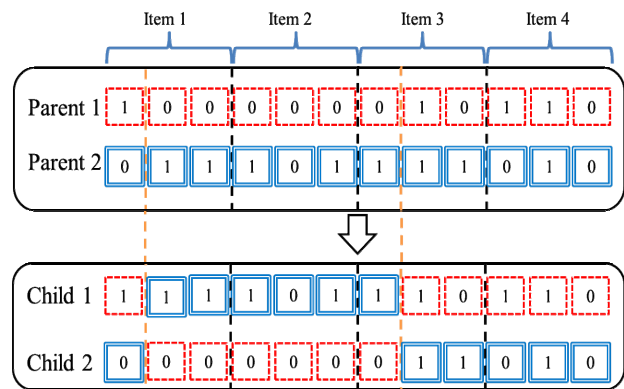 Item 1 Item 2 Item 3 Item 4
Parent 1 1 0 0 0 0 0 0 1 0 1 1 0
Parent 2 0 1 1 1 0 1 1 1 1 0 1 0
Child 1 1 1 1 1 0 1 1 1 0 1 1 0
Child 2 0 0 0 0 0 0 0 1 1 0 1 0